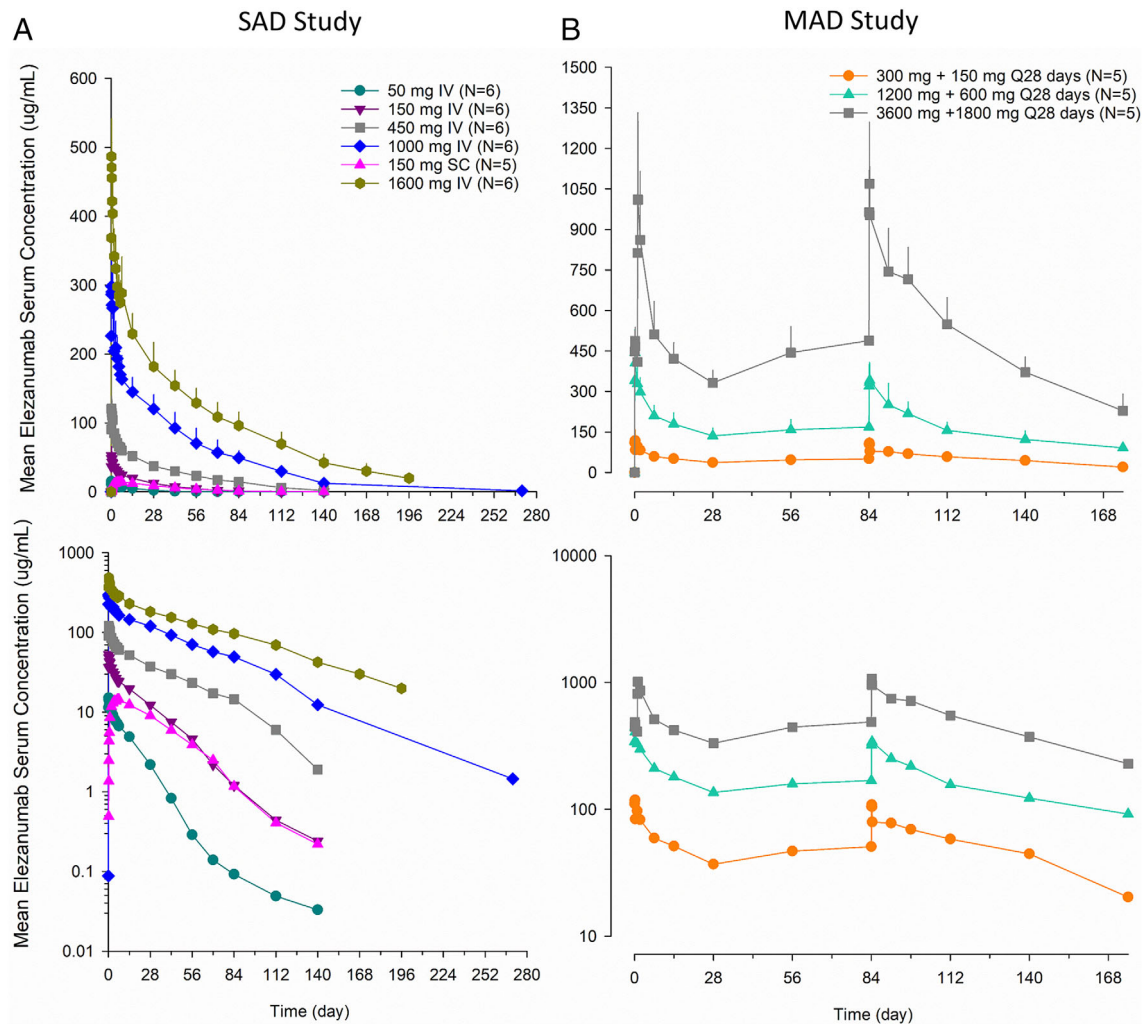 A
SAD Study
B
MAD Study
Mean Elezanumab Serum Concentration (ug/mL)
600
500
400
300
200
100
0
50 mg IV (N=6)
150 mg IV (N=6)
450 mg IV (N=6)
1000 mg IV (N=6)
150 mg SC (N=5)
1600 mg IV (N=6)
0 28 56 84 112 140 168 196 224 252 280
1500
1350
1200
1050
900
750
600
450
300
150
0
300 mg + 150 mg Q28 days (N=5)
1200 mg + 600 mg Q28 days (N=5)
3600 mg +1800 mg Q28 days (N=5)
0 28 56 84 112 140 168
Mean Elezanumab Serum Concentration (ug/mL)
1000
100
10
1
0.1
0.01
0 28 56 84 112 140 168 196 224 252 280
Time (day)
10000
1000
100
10
0 28 56 84 112 140 168
Time (day)